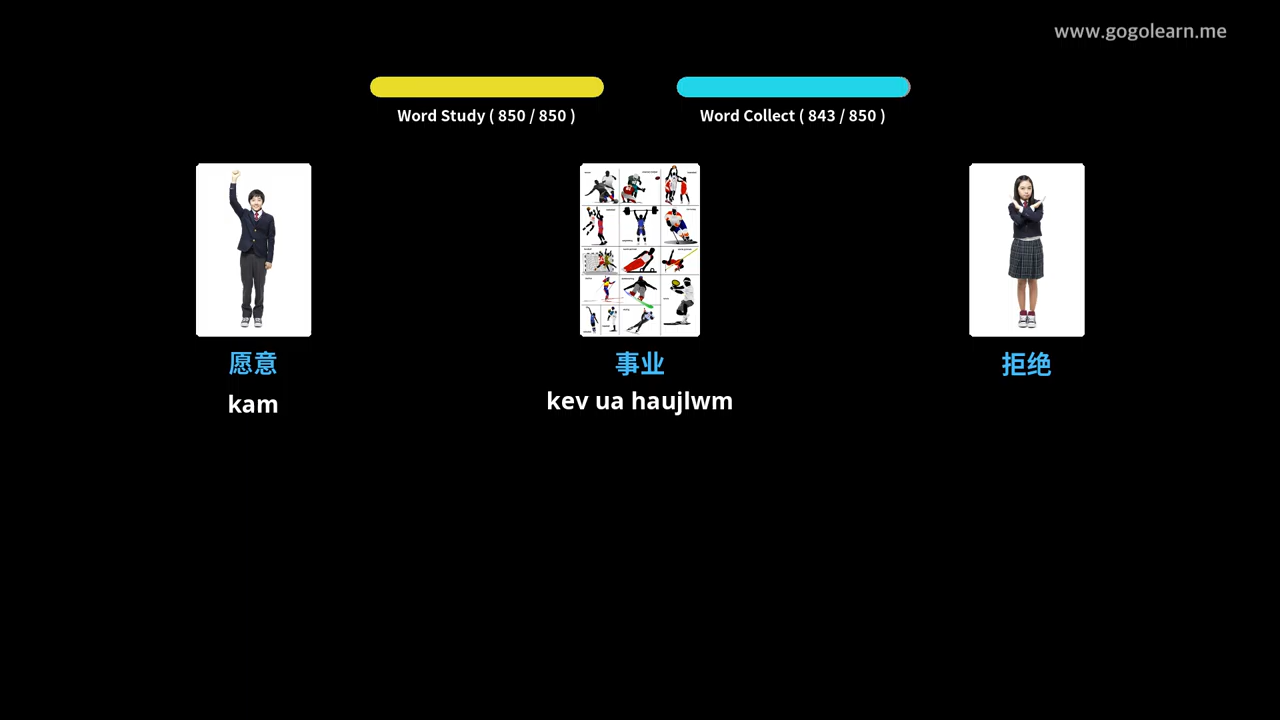 www.gogolearn.me
Word Study ( 850 / 850 )
Word Collect ( 843 / 850 )
愿意
事业
拒绝
kam
kev ua haujlwm